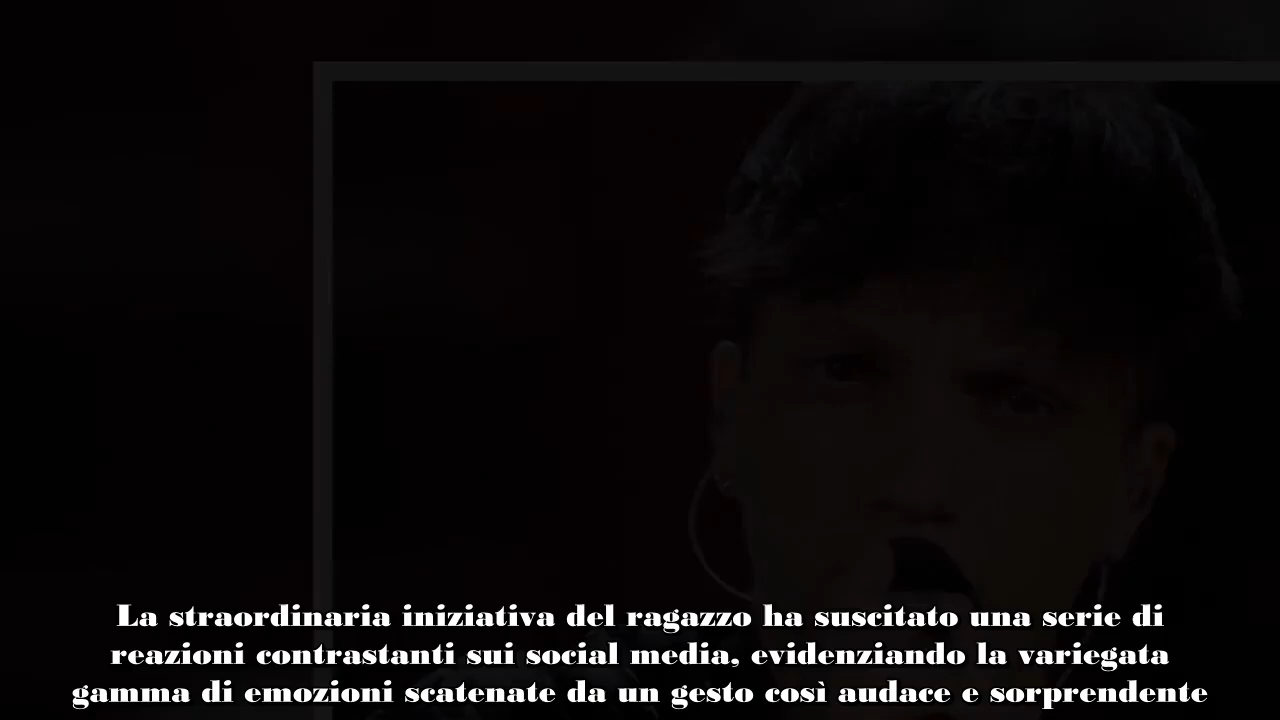 La straordinaria iniziativa del ragazzo ha suscitato una serie di
reazioni contrastanti sui social media, evidenziando la variegata
gamma di emozioni scatenate da un gesto così audace e sorprendente